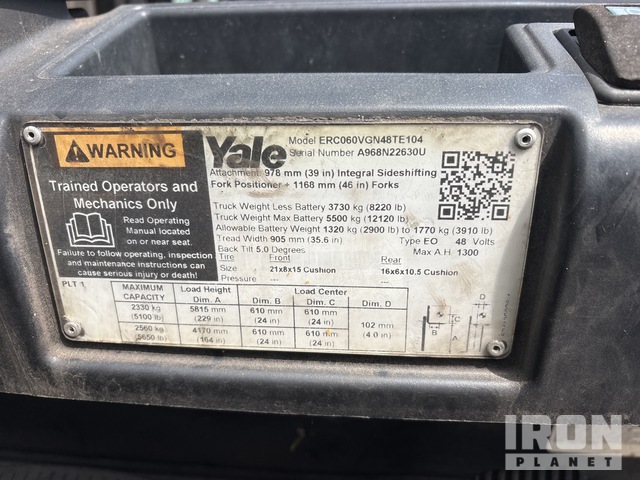 WARNING
Trained Operators and
Mechanics Only
Read Operating
Manual located
on or near seat.
Failure to follow operating, inspection
and maintenance instructions can
cause serious injury or death!
Yale
Model ERC060VGN48TE104
Serial Number A968N22630U
Attachment 978 mm (39 in) Integral Sideshifting
Fork Positioner + 1168 mm (46 in) Forks
Truck Weight Less Battery 3730 kg (8220 lb)
Truck Weight Max Battery 5500 kg (12120 lb)
Allowable Battery Weight 1320 kg (2900 lb) to 1770 kg (3910 lb)
Tread Width 905 mm (35.6 in) Type EO 48 Volts
Back Tilt 5.0 Degrees Max A.H 1300
Tire Front Rear
Size 21x8x15 Cushion 16x6x10.5 Cushion
Pressure --- ---
PLT 1
MAXIMUM CAPACITY Load Height Dim. A Load Center Dim. B Dim. C Dim. D
2330 kg (5100 lb) 5815 mm (229 in) 610 mm (24 in) 610 mm (24 in)
2560 kg (5650 lb) 4170 mm (164 in) 610 mm (24 in) 610 mm (24 in) 102 mm (4.0 in)
D
C
B A
IRON
PLANET